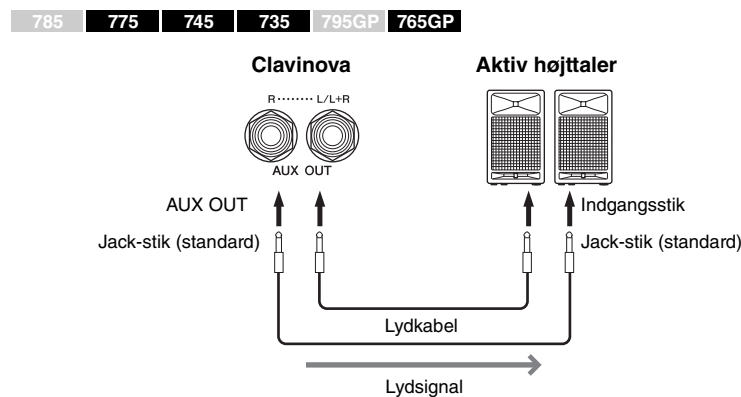 785 775 745 735 795GP 765GP
Clavinova Aktiv højttaler
R········ L/L+R
AUX OUT
AUX OUT Indgangsstik
Jack-stik (standard) Jack-stik (standard)
Lydkabel
Lydsignal